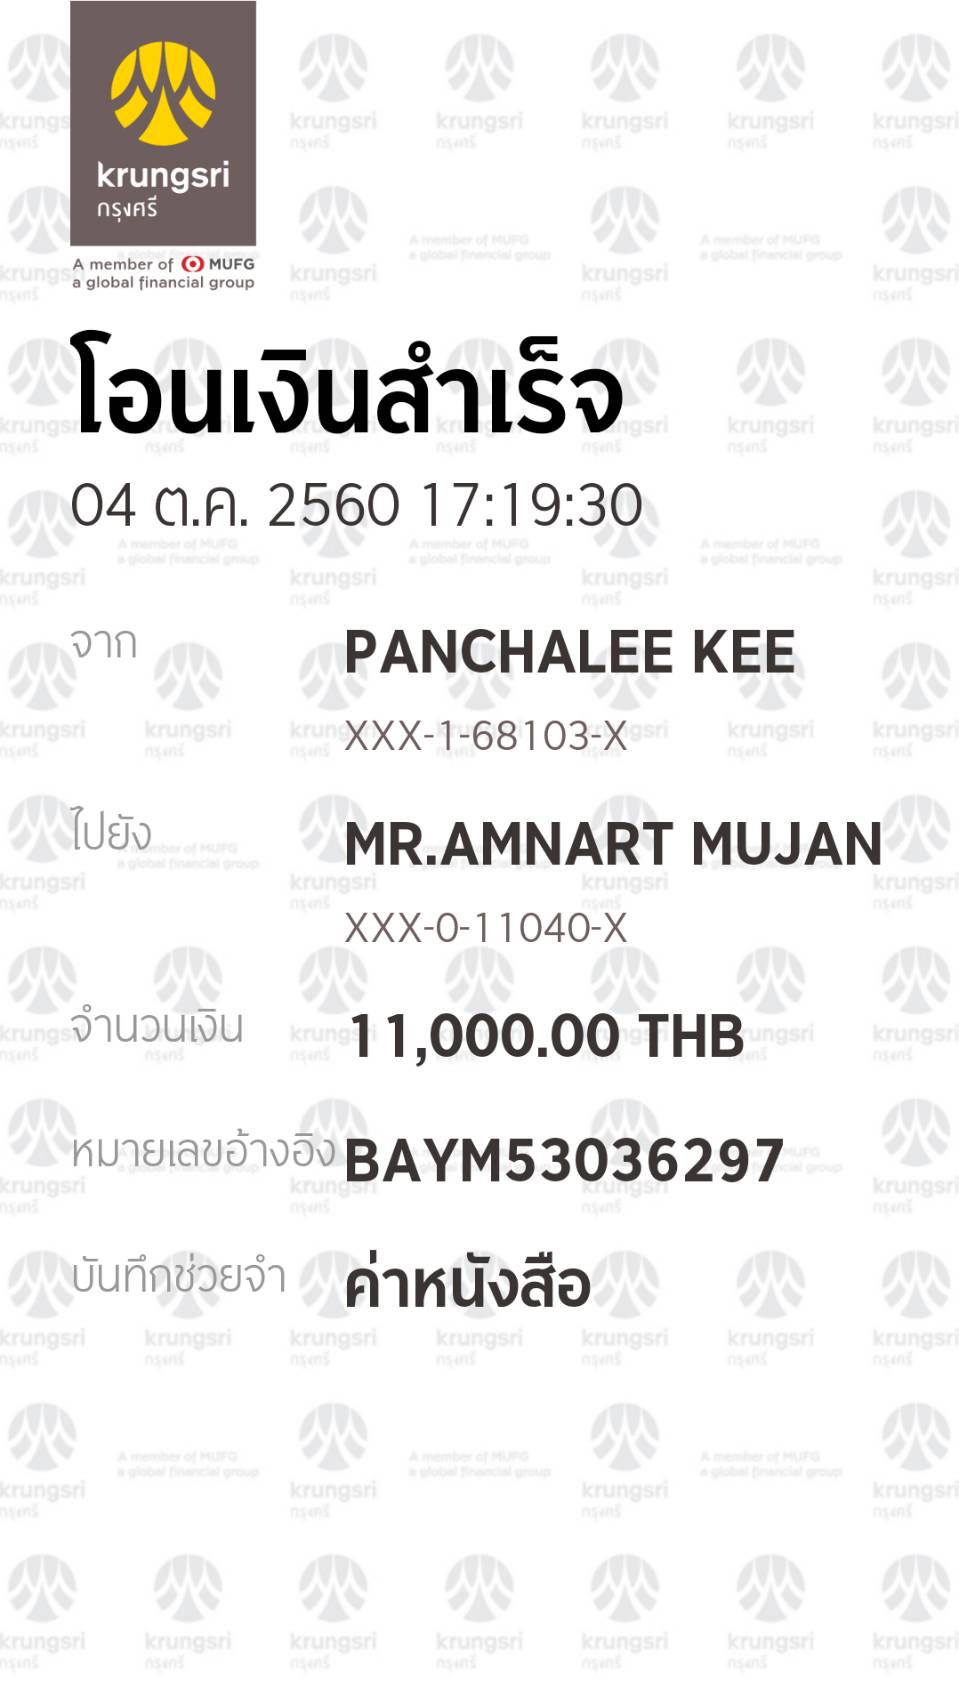 krungsri
กรุงศรี
A member of MUFG
a global financial group
โอนเงินสำเร็จ
04 ต.ค. 2560 17:19:30
จาก PANCHALEE KEE
XXX-1-68103-X
ไปยัง MR.AMNART MUJAN
XXX-0-11040-X
จำนวนเงิน 11,000.00 THB
หมายเลขอ้างอิง BAYM53036297
บันทึกช่วยจำ ค่าหนังสือ